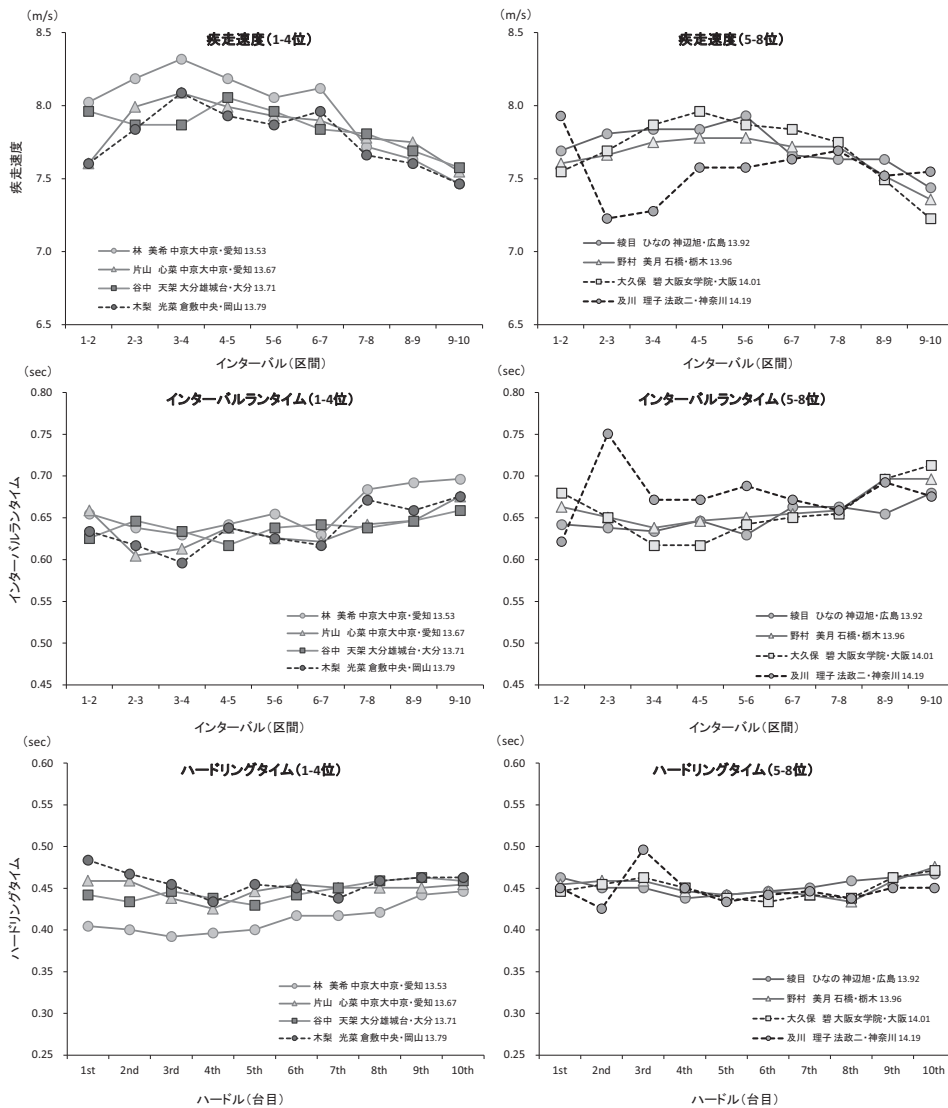 （m/s）
疾走速度（1-4位）
8.5
8.0
7.5
7.0
6.5
疾走速度
林 美希 中京大中京・愛知 13.53
片山 心菜 中京大中京・愛知 13.67
谷中 天架 大分雄城台・大分 13.71
木梨 光菜 倉敷中央・岡山 13.79
1-2 2-3 3-4 4-5 5-6 6-7 7-8 8-9 9-10
インターバル（区間）
（m/s）
疾走速度（5-8位）
8.5
8.0
7.5
7.0
6.5
綾目 ひなの 神辺旭・広島 13.92
野村 美月 石橋・栃木 13.96
大久保 碧 大阪女学院・大阪 14.01
及川 理子 法政二・神奈川 14.19
1-2 2-3 3-4 4-5 5-6 6-7 7-8 8-9 9-10
インターバル（区間）
（sec）
インターバルランタイム（1-4位）
0.80
0.75
0.70
0.65
0.60
0.55
0.50
0.45
インターバルランタイム
林 美希 中京大中京・愛知 13.53
片山 心菜 中京大中京・愛知 13.67
谷中 天架 大分雄城台・大分 13.71
木梨 光菜 倉敷中央・岡山 13.79
1-2 2-3 3-4 4-5 5-6 6-7 7-8 8-9 9-10
インターバル（区間）
（sec）
インターバルランタイム（5-8位）
0.80
0.75
0.70
0.65
0.60
0.55
0.50
0.45
綾目 ひなの 神辺旭・広島 13.92
野村 美月 石橋・栃木 13.96
大久保 碧 大阪女学院・大阪 14.01
及川 理子 法政二・神奈川 14.19
1-2 2-3 3-4 4-5 5-6 6-7 7-8 8-9 9-10
インターバル（区間）
（sec）
ハードリングタイム（1-4位）
0.60
0.55
0.50
0.45
0.40
0.35
0.30
0.25
ハードリングタイム
林 美希 中京大中京・愛知 13.53
片山 心菜 中京大中京・愛知 13.67
谷中 天架 大分雄城台・大分 13.71
木梨 光菜 倉敷中央・岡山 13.79
1st 2nd 3rd 4th 5th 6th 7th 8th 9th 10th
ハードル（台目）
（sec）
ハードリングタイム（5-8位）
0.60
0.55
0.50
0.45
0.40
0.35
0.30
0.25
綾目 ひなの 神辺旭・広島 13.92
野村 美月 石橋・栃木 13.96
大久保 碧 大阪女学院・大阪 14.01
及川 理子 法政二・神奈川 14.19
1st 2nd 3rd 4th 5th 6th 7th 8th 9th 10th
ハードル（台目）